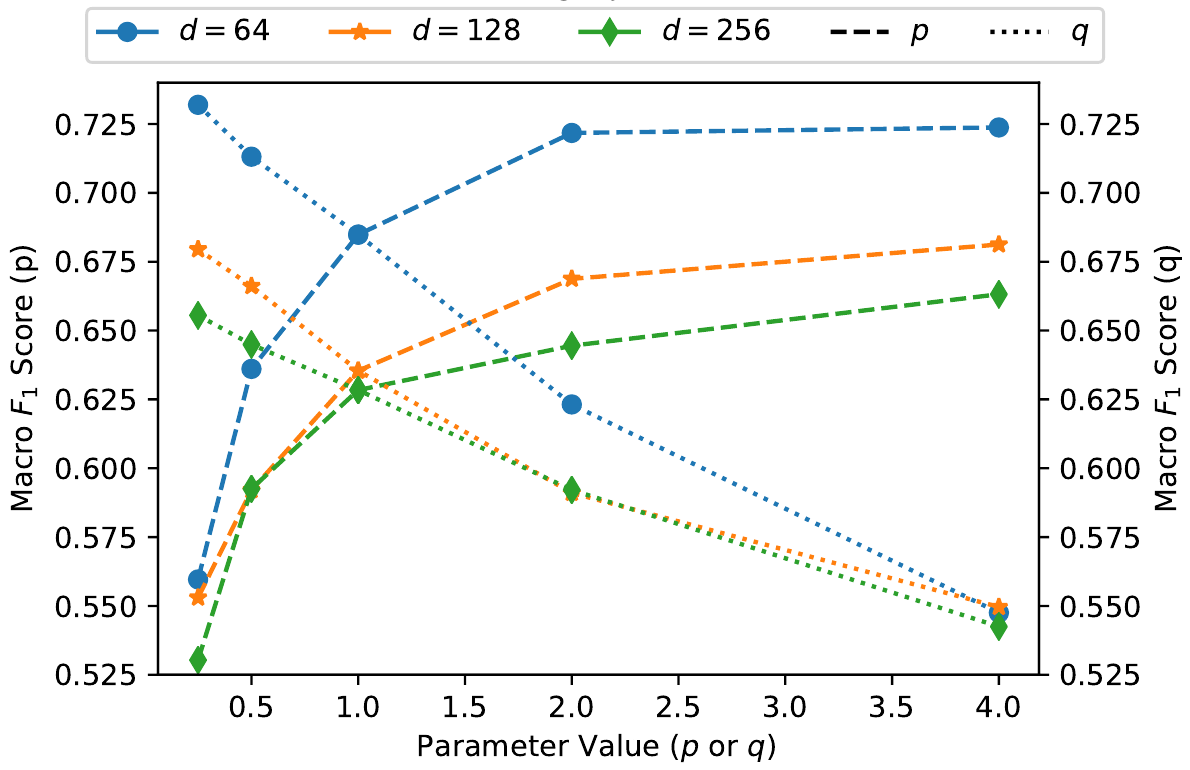 d = 64 d = 128 d = 256 p q
0.725 0.725
0.700 0.700
0.675 0.675
0.650 0.650
0.625 0.625
0.600 0.600
0.575 0.575
0.550 0.550
0.525 0.525
Macro F1 Score (p)
Macro F1 Score (q)
0.5 1.0 1.5 2.0 2.5 3.0 3.5 4.0
Parameter Value (p or q)